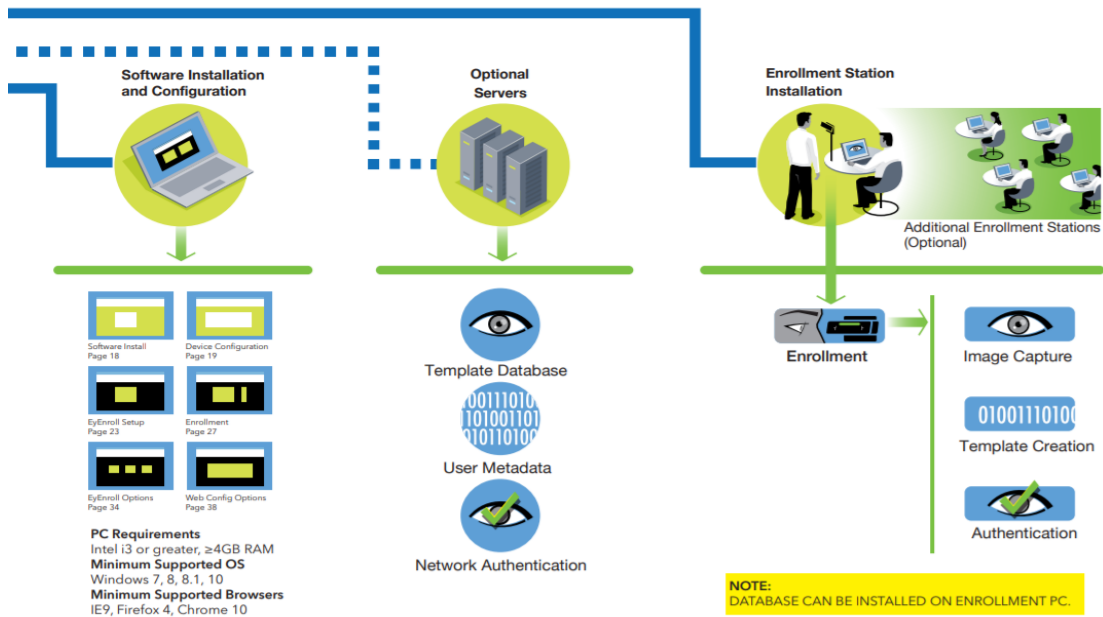 Software Installation
and Configuration
Optional
Servers
Enrollment Station
Installation
Additional Enrollment Stations
(Optional)
Software Install
Page 18
Device Configuration
Page 19
EyEnroll Setup
Page 23
Enrollment
Page 27
EyEnroll Options
Page 34
Web Config Options
Page 38
PC Requirements
Intel i3 or greater, ≥4GB RAM
Minimum Supported OS
Windows 7, 8, 8.1, 10
Minimum Supported Browsers
IE9, Firefox 4, Chrome 10
Template Database
00111010
1101001101
01011010
User Metadata
Network Authentication
Enrollment
Image Capture
01001110100
Template Creation
Authentication
NOTE:
DATABASE CAN BE INSTALLED ON ENROLLMENT PC.